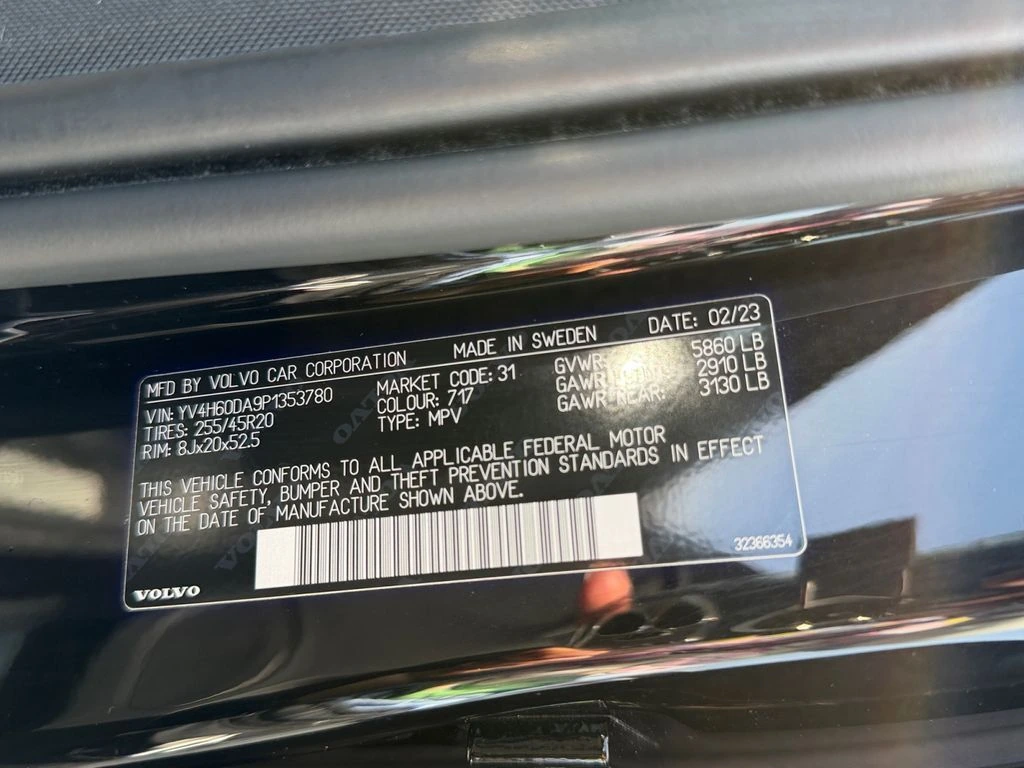 MFD BY VOLVO CAR CORPORATION MADE IN SWEDEN DATE: 02/23
VIN: YV4H60DA9P1353780 MARKET CODE: 31 GVWR 5860 LB
TIRES: 255/45R20 COLOUR: 717 GAWR 2910 LB
RIM: 8Jx20x52.5 TYPE: MPV GAWR REAR: 3130 LB
THIS VEHICLE CONFORMS TO ALL APPLICABLE FEDERAL MOTOR
VEHICLE SAFETY, BUMPER AND THEFT PREVENTION STANDARDS IN EFFECT
ON THE DATE OF MANUFACTURE SHOWN ABOVE.
32366354
VOLVO